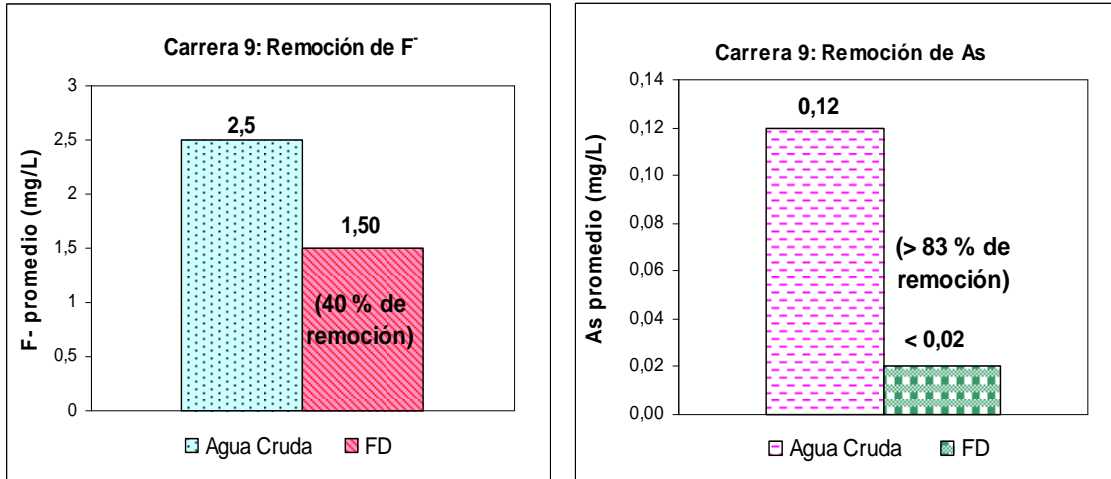 Carrera 9: Remoción de F-
3
2,5
2
1,5
1
0,5
0
F- promedio (mg/L)
2,5
1,50
(40 % de
remoción)
Agua Cruda
FD
Carrera 9: Remoción de As
0,14
0,12
0,10
0,08
0,06
0,04
0,02
0,00
As promedio (mg/L)
0,12
(> 83 % de
remoción)
< 0,02
Agua Cruda
FD